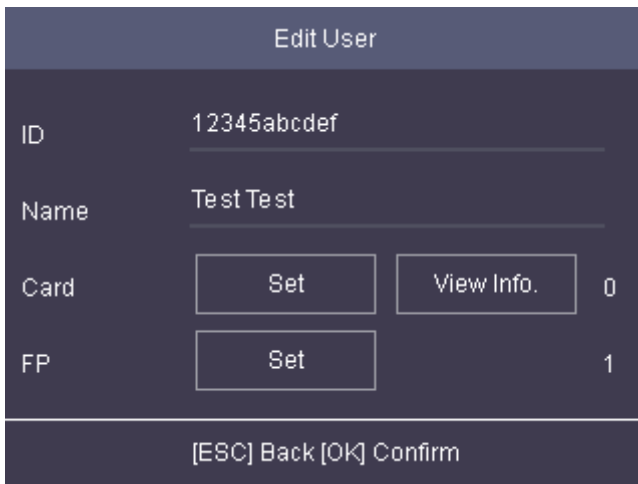 Edit User
ID 12345abcdef
Name Test Test
Card Set View Info. 0
FP Set 1
[ESC] Back [OK] Confirm